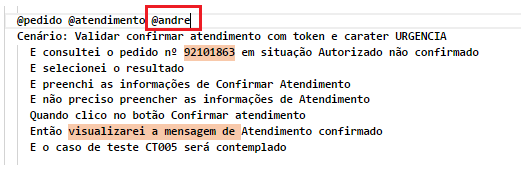 @pedido @atendimento @andre
Cenário: Validar confirmar atendimento com token e carater URGENCIA
E consultei o pedido nº 92101863 em situação Autorizado não confirmado
E selecionei o resultado
E preenchi as informações de Confirmar Atendimento
E não preciso preencher as informações de Atendimento
Quando clico no botão Confirmar atendimento
Então visualizarei a mensagem de Atendimento confirmado
E o caso de teste CT005 será contemplado